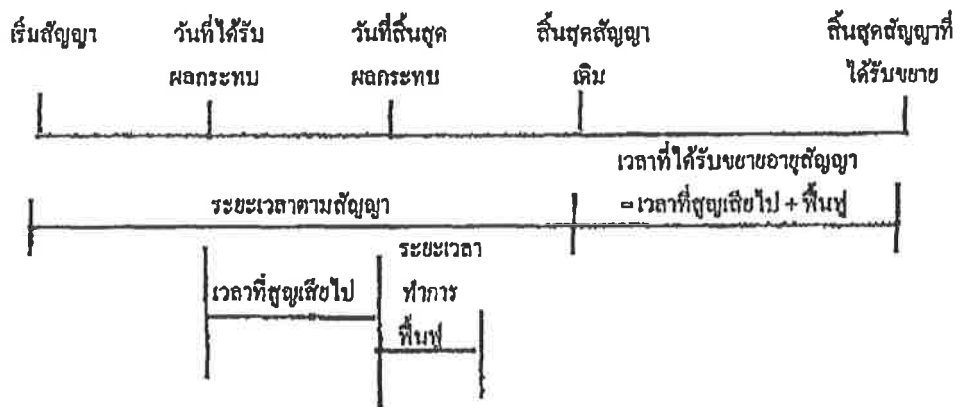 เริ่มสัญญา วันที่ได้รับ วันที่สิ้นสุด สิ้นสุดสัญญา สิ้นสุดสัญญาที่
ผลกระทบ ผลกระทบ เดิม ได้รับขยาย
เวลาที่ได้รับขยายอายุสัญญา
ระยะเวลาตามสัญญา = เวลาที่สูญเสียไป + ฟื้นฟู
ระยะเวลา
เวลาที่สูญเสียไป ทำการ
ฟื้นฟู